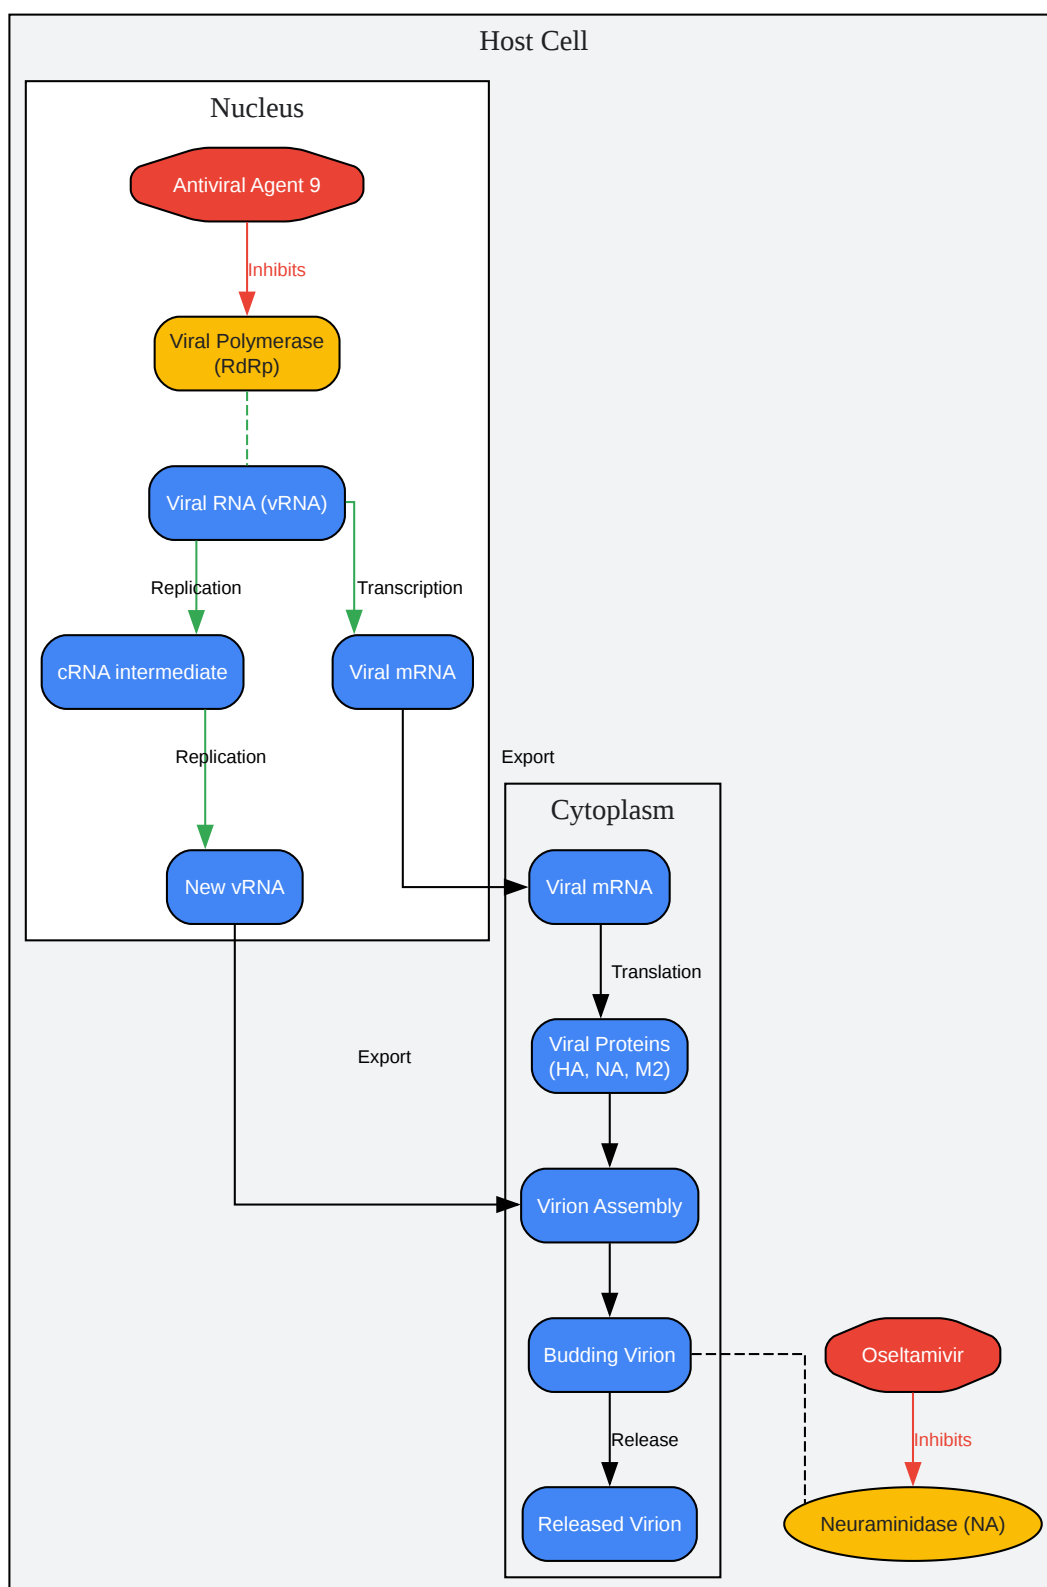 Host Cell
Nucleus
Antiviral Agent 9
Inhibits
Viral Polymerase
(RdRp)
Viral RNA (vRNA)
Replication
Transcription
cRNA intermediate
Viral mRNA
Replication
Export
Cytoplasm
New vRNA
Viral mRNA
Translation
Viral Proteins
(HA, NA, M2)
Export
Virion Assembly
Budding Virion
Oseltamivir
Release
Inhibits
Released Virion
Neuraminidase (NA)